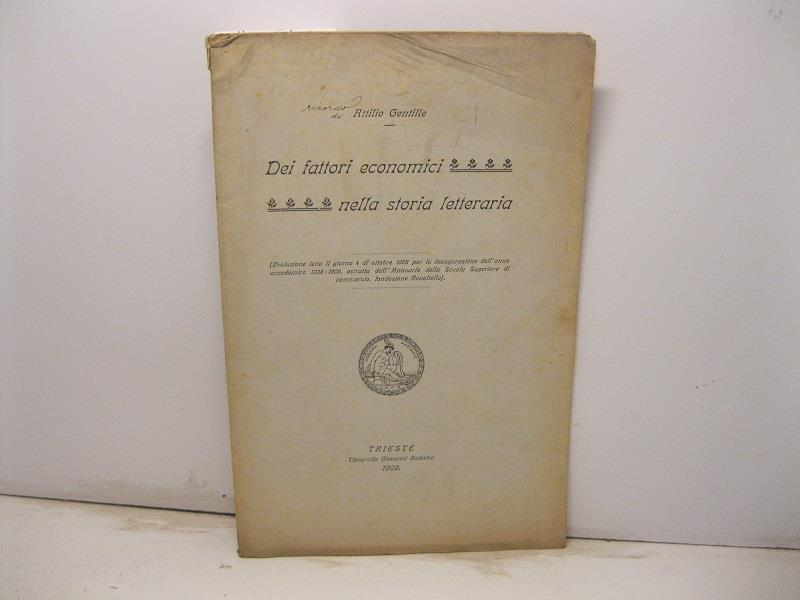 ricordo
di Attilio Gentille
Dei fattori economici
nella storia letteraria
(Prolusione letta il giorno 4 di ottobre 1908 per la inaugurazione dell'anno
accademico 1908-1909, estratta dall'Annuario della Scuola Superiore di
commercio, fondazione Revoltella).
TRIESTE
Tipografia Giovanni Balestra
1909.